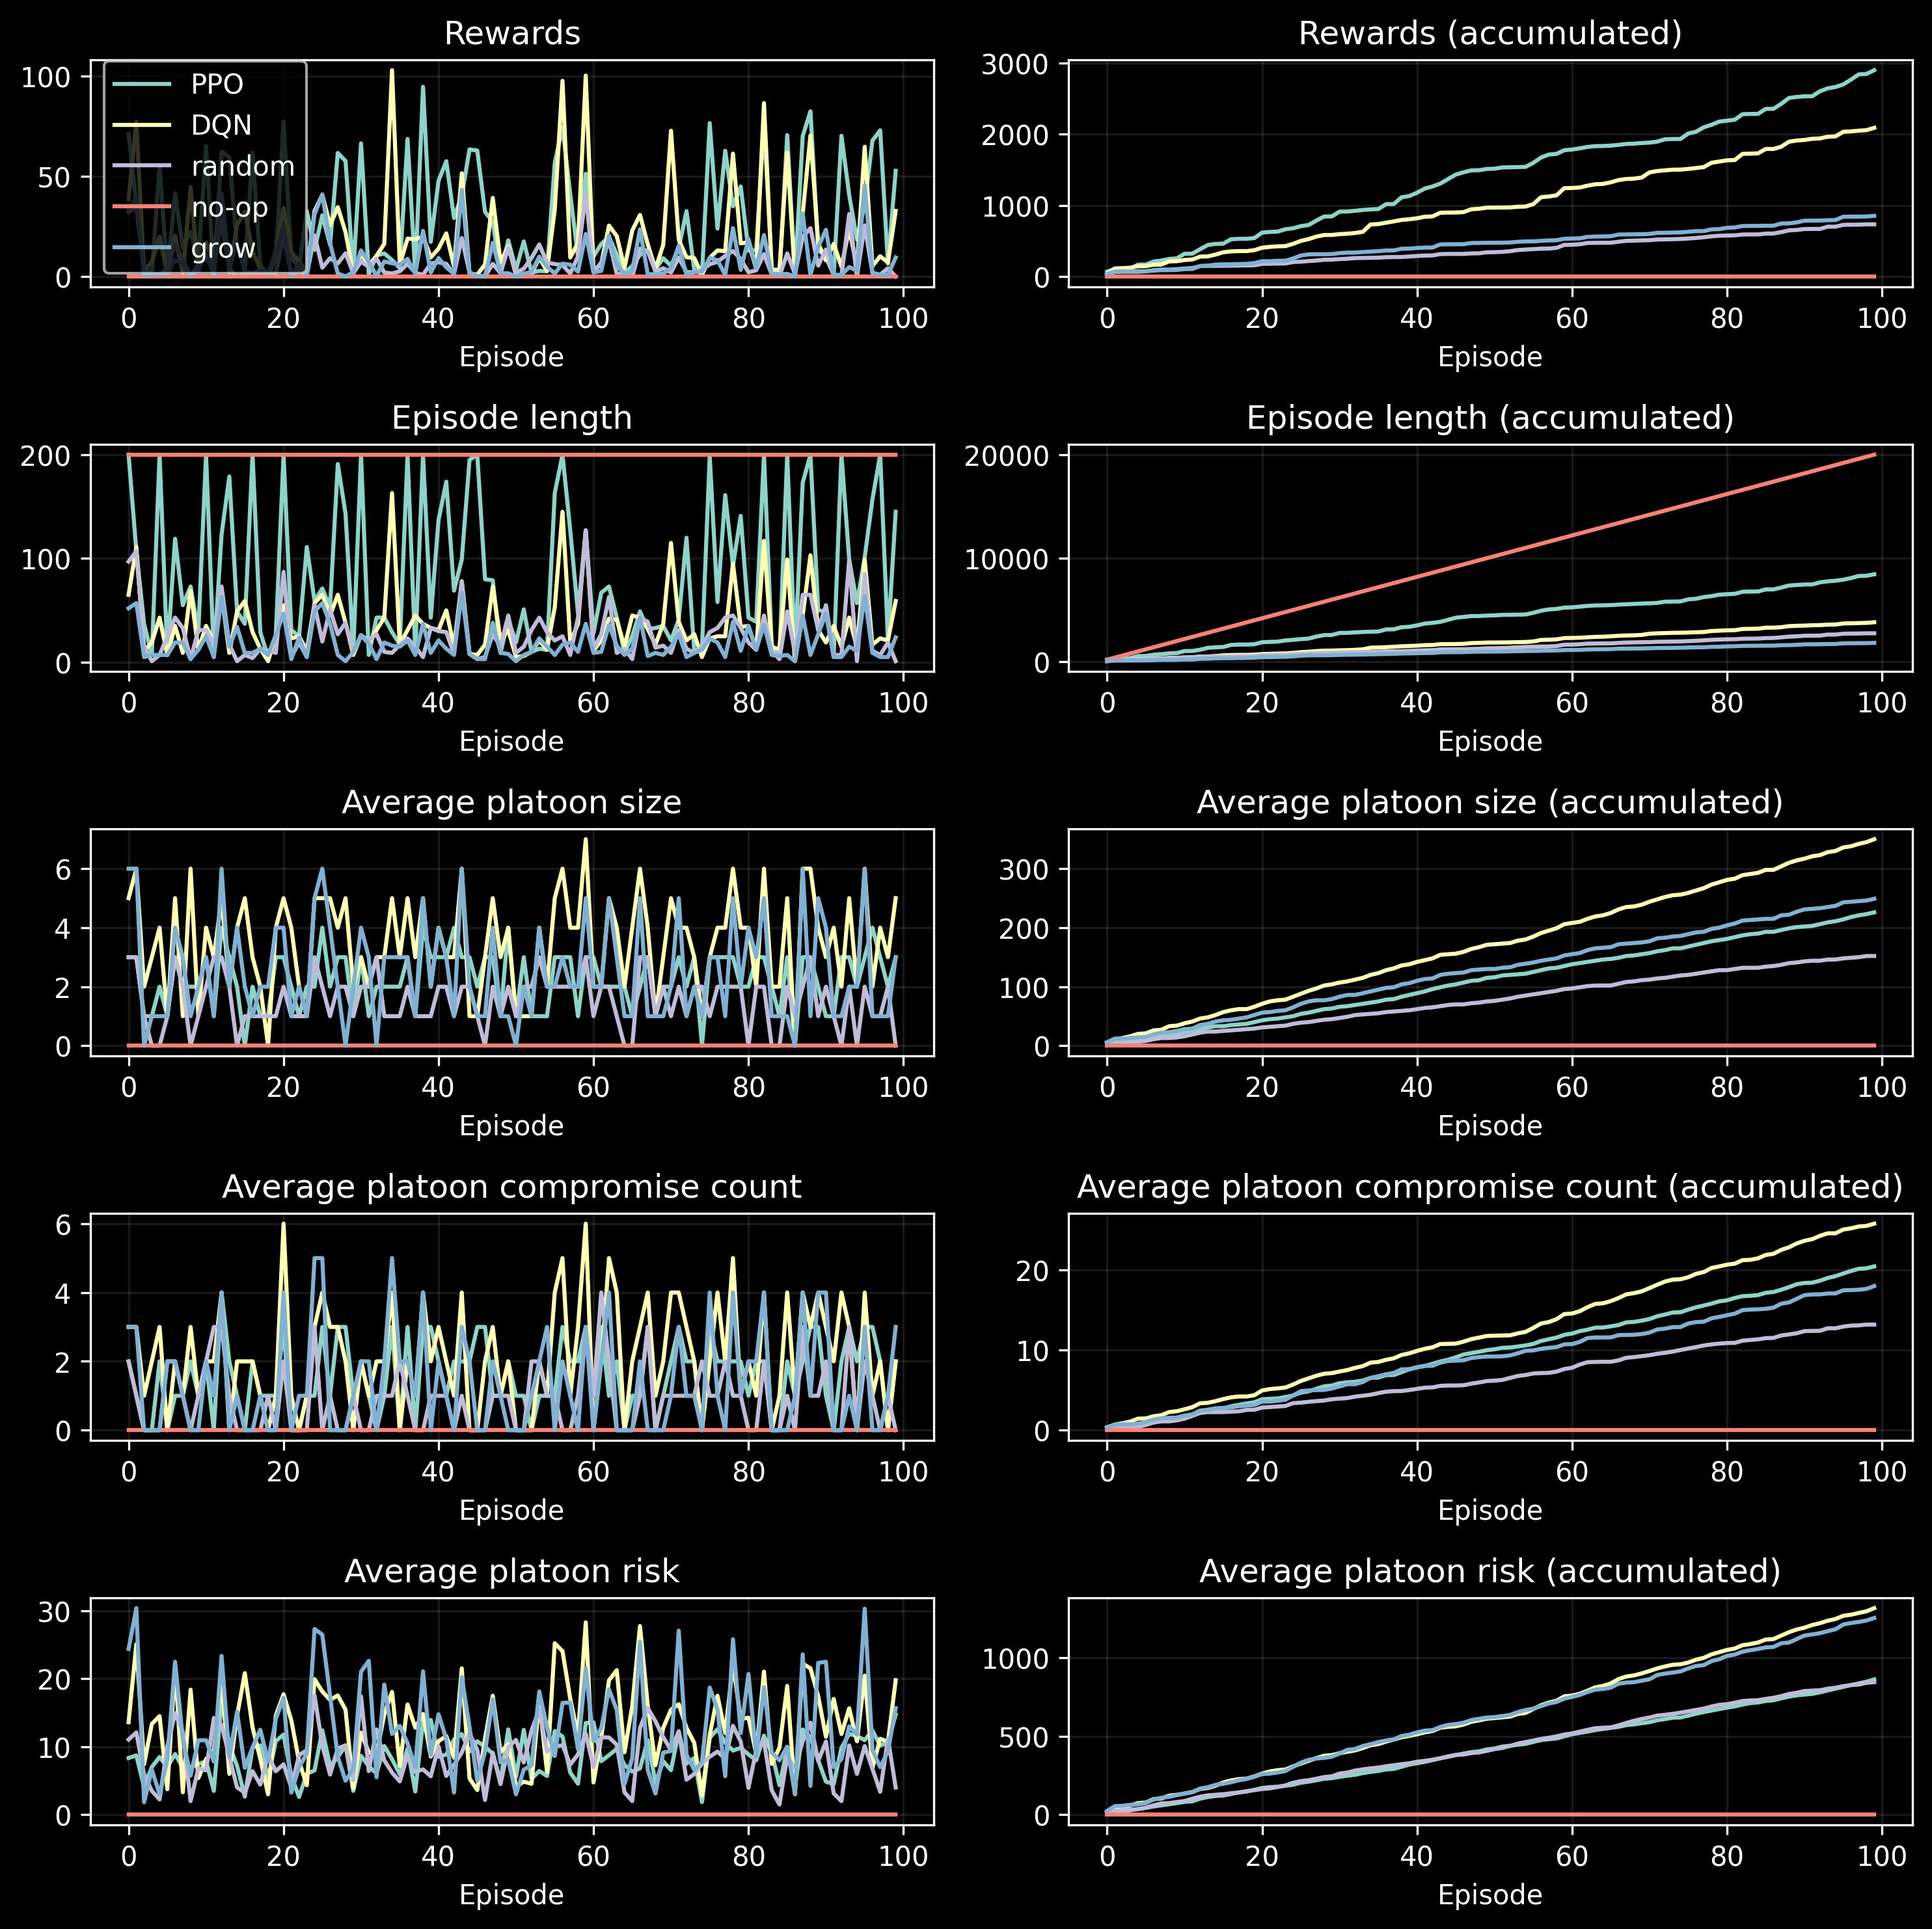 Rewards
100
50
0
PPO
DQN
random
no-op
grow
0 20 40 60 80 100
Episode
Rewards (accumulated)
3000
2000
1000
0
0 20 40 60 80 100
Episode
Episode length
200
100
0
0 20 40 60 80 100
Episode
Episode length (accumulated)
20000
10000
0
0 20 40 60 80 100
Episode
Average platoon size
6
4
2
0
0 20 40 60 80 100
Episode
Average platoon size (accumulated)
300
200
100
0
0 20 40 60 80 100
Episode
Average platoon compromise count
6
4
2
0
0 20 40 60 80 100
Episode
Average platoon compromise count (accumulated)
20
10
0
0 20 40 60 80 100
Episode
Average platoon risk
30
20
10
0
0 20 40 60 80 100
Episode
Average platoon risk (accumulated)
1000
500
0
0 20 40 60 80 100
Episode